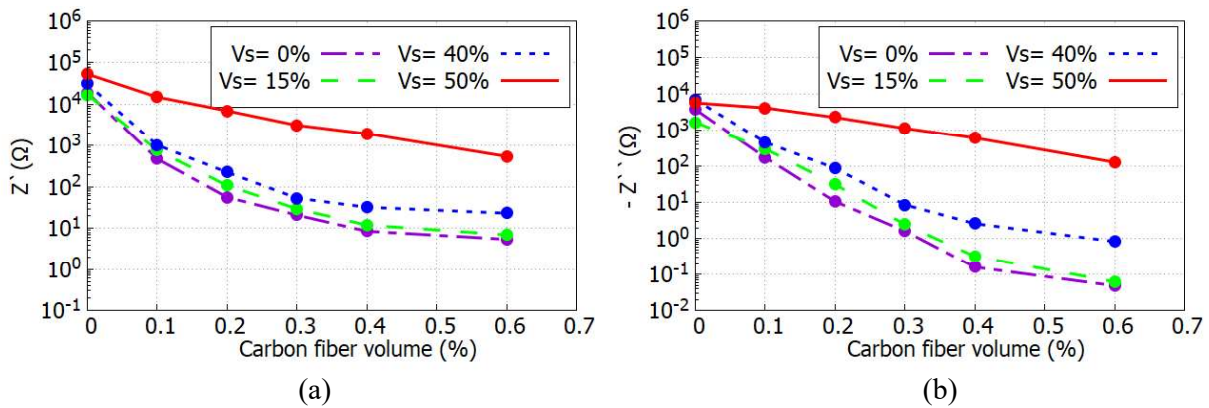 10⁶
10⁵
10⁴
10³
10²
10¹
10⁰
10⁻¹
Z` (Ω)
Vs= 0%
Vs= 40%
Vs= 15%
Vs= 50%
0 0.1 0.2 0.3 0.4 0.5 0.6 0.7
Carbon fiber volume (%)
(a)
10⁶
10⁵
10⁴
10³
10²
10¹
10⁰
10⁻¹
10⁻²
- Z`` (Ω)
Vs= 0%
Vs= 40%
Vs= 15%
Vs= 50%
0 0.1 0.2 0.3 0.4 0.5 0.6 0.7
Carbon fiber volume (%)
(b)